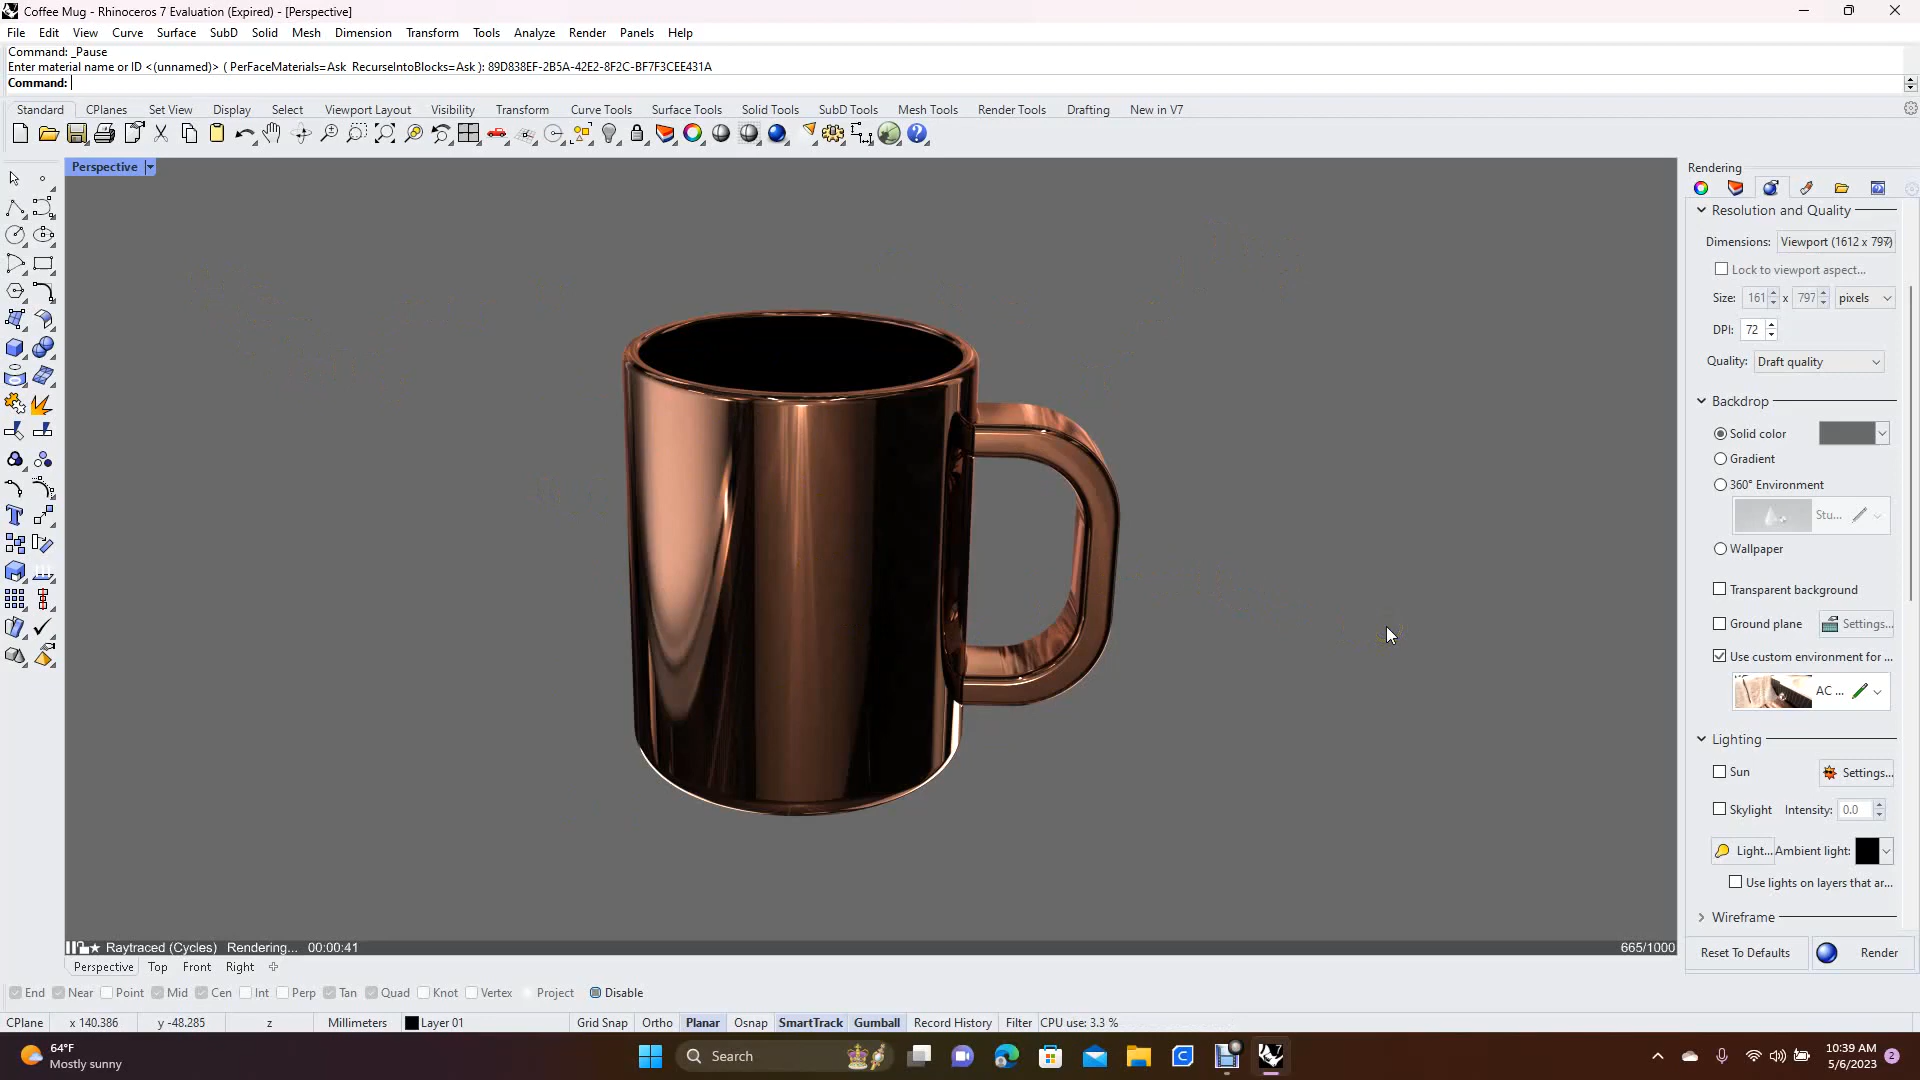 Coffee Mug - Rhinoceros 7 Evaluation (Expired) - [Perspective]
File Edit View Curve Surface SubD Solid Mesh Dimension Transform Tools Analyze Render Panels Help
Command: _Pause
Enter material name or ID <(unnamed)> ( PerFaceMaterials=Ask RecurseIntoBlocks=Ask ): 89D838EF-2B5A-42E2-8F2C-BF7F3CEE431A
Command:
Standard CPlanes Set View Display Select Viewport Layout Visibility Transform Curve Tools Surface Tools Solid Tools SubD Tools Mesh Tools Render Tools Drafting New in V7
Perspective
Rendering
Resolution and Quality
Dimensions: Viewport (1612 x 797)
Lock to viewport aspect...
Size: 161 x 797 pixels
DPI: 72
Quality: Draft quality
Backdrop
Solid color
Gradient
360° Environment
Stu...
Wallpaper
Transparent background
Ground plane Settings...
Use custom environment for ...
AC ...
Lighting
Sun Settings...
Skylight Intensity: 0.0
Light... Ambient light:
Use lights on layers that ar...
Wireframe
Reset To Defaults Render
Raytraced (Cycles) Rendering... 00:00:41 665/1000
Perspective Top Front Right
End Near Point Mid Cen Int Perp Tan Quad Knot Vertex Project Disable
CPlane x 140.386 y -48.285 z Millimeters Layer 01 Grid Snap Ortho Planar Osnap SmartTrack Gumball Record History Filter CPU use: 3.3 %
64°F
Mostly sunny
Search
10:39 AM
5/6/2023
2